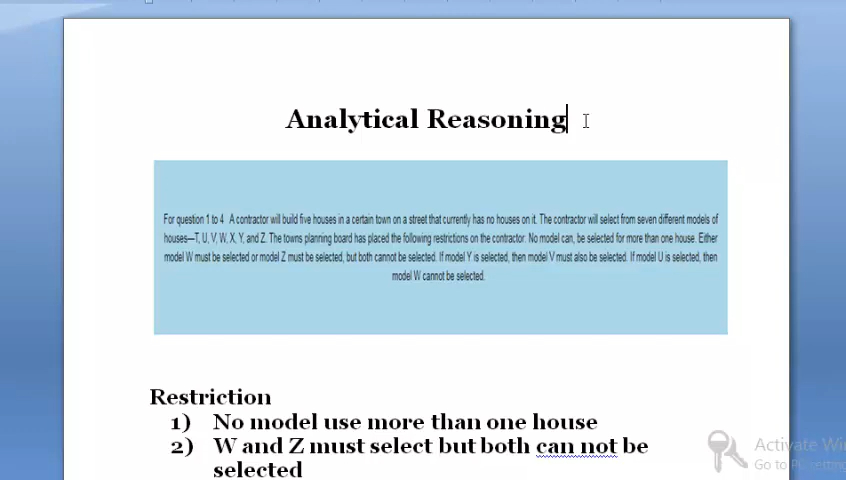 Analytical Reasoning
For question 1 to 4 A contractor will build five houses in a certain town on a street that currently has no houses on it. The contractor will select from seven different models of
houses—T, U, V, W, X, Y, and Z. The towns planning board has placed the following restrictions on the contractor: No model can, be selected for more than one house. Either
model W must be selected or model Z must be selected, but both cannot be selected. If model Y is selected, then model V must also be selected. If model U is selected, then
model W cannot be selected.
Restriction
1) No model use more than one house
2) W and Z must select but both can not be
selected
Activate Win
Go to PC setting